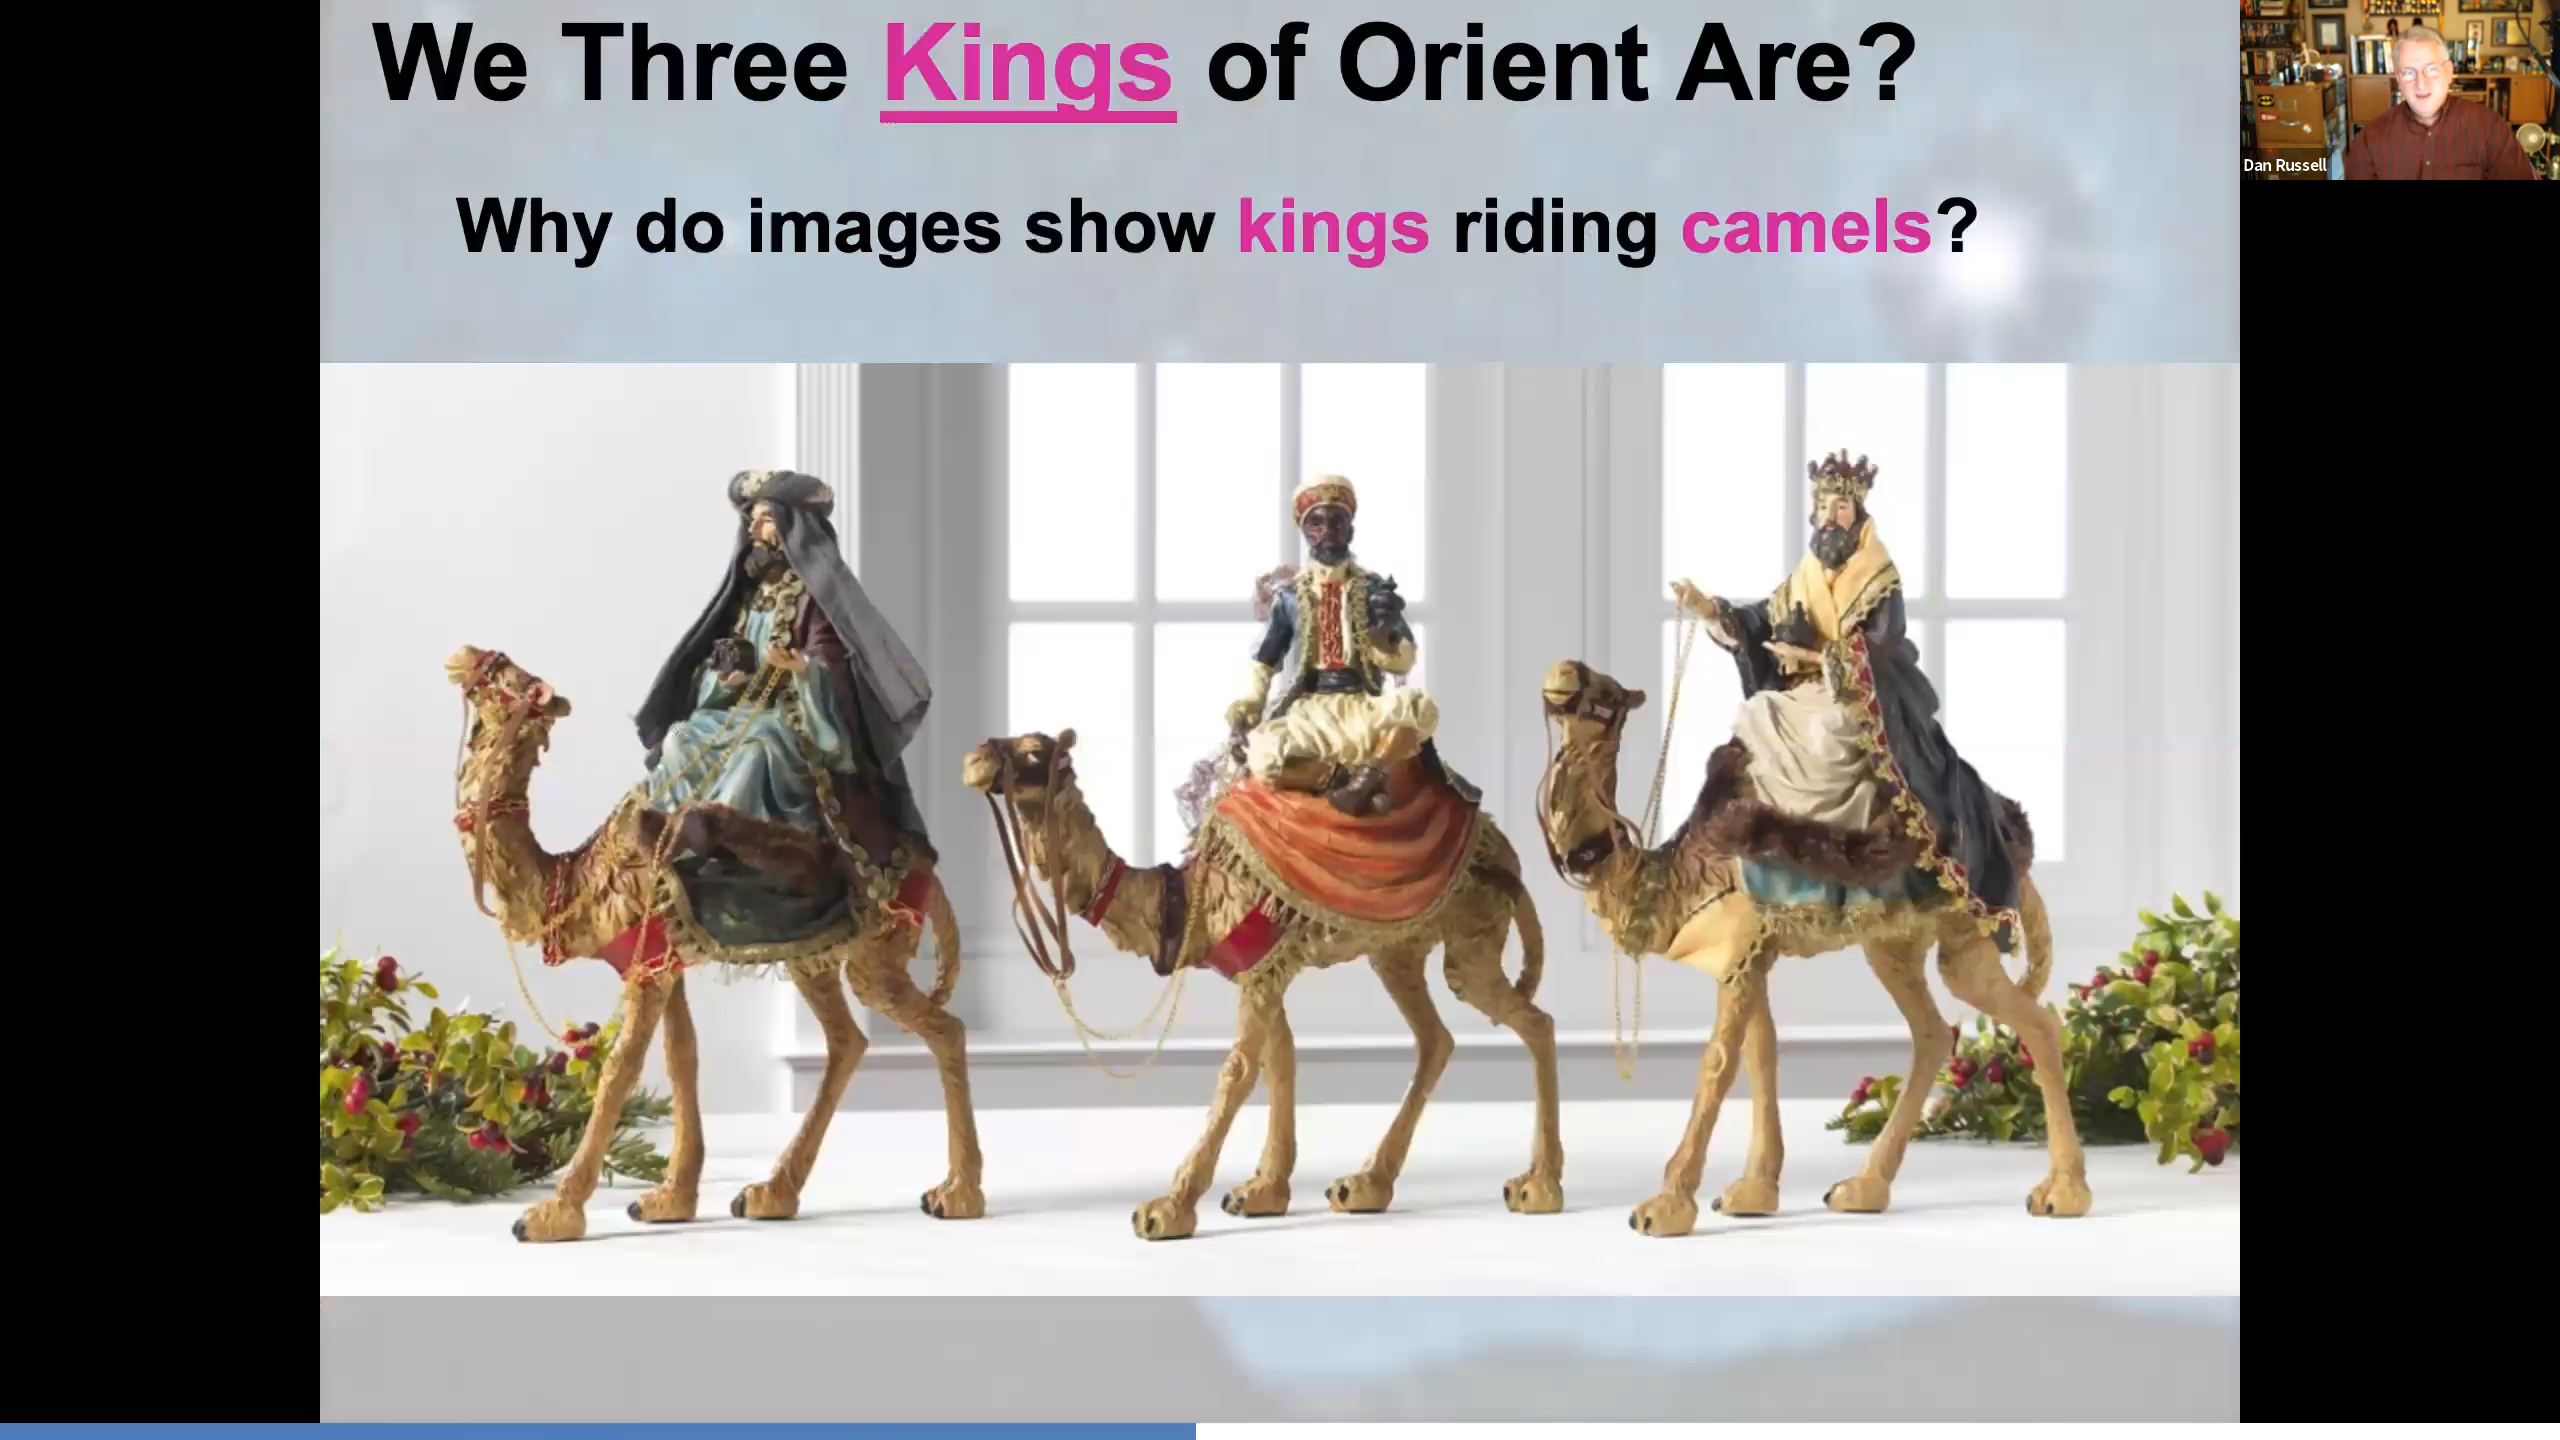 We Three Kings of Orient Are?
Why do images show kings riding camels?
Dan Russell